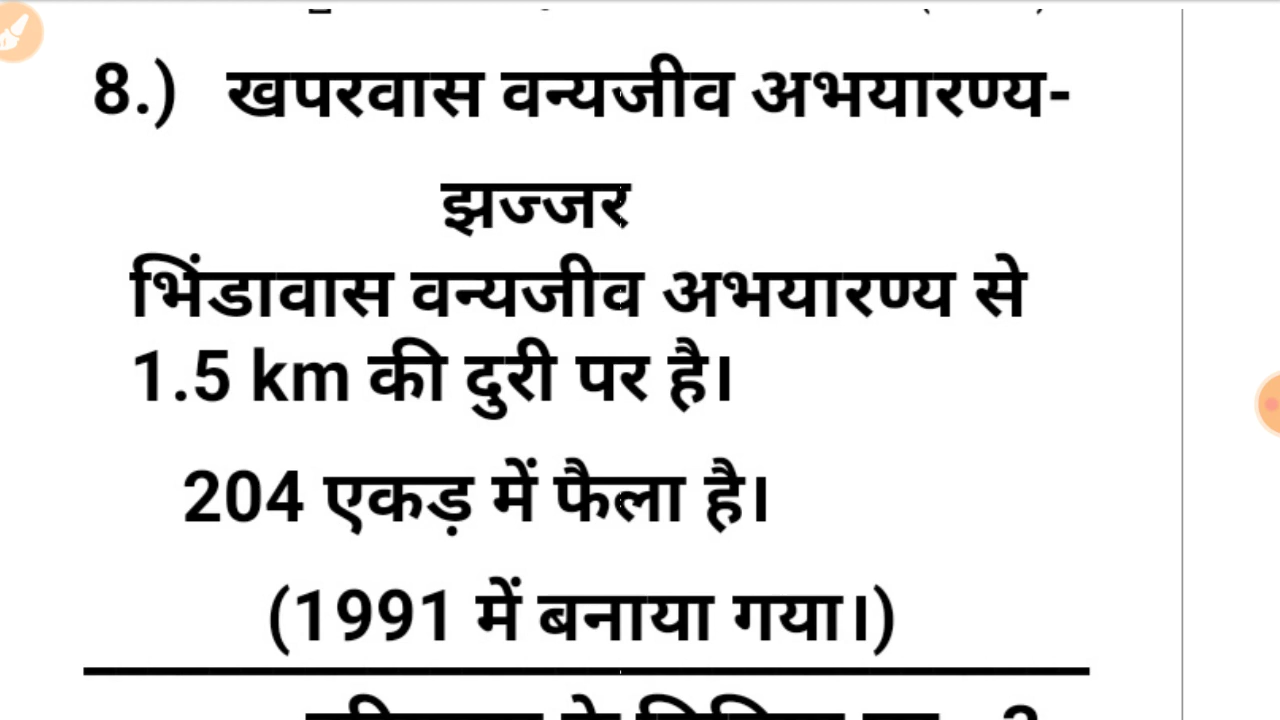 8.) खपरवास वन्यजीव अभयारण्य-
झज्जर
भिंडावास वन्यजीव अभयारण्य से
1.5 km की दुरी पर है।
204 एकड़ में फैला है।
(1991 में बनाया गया।)